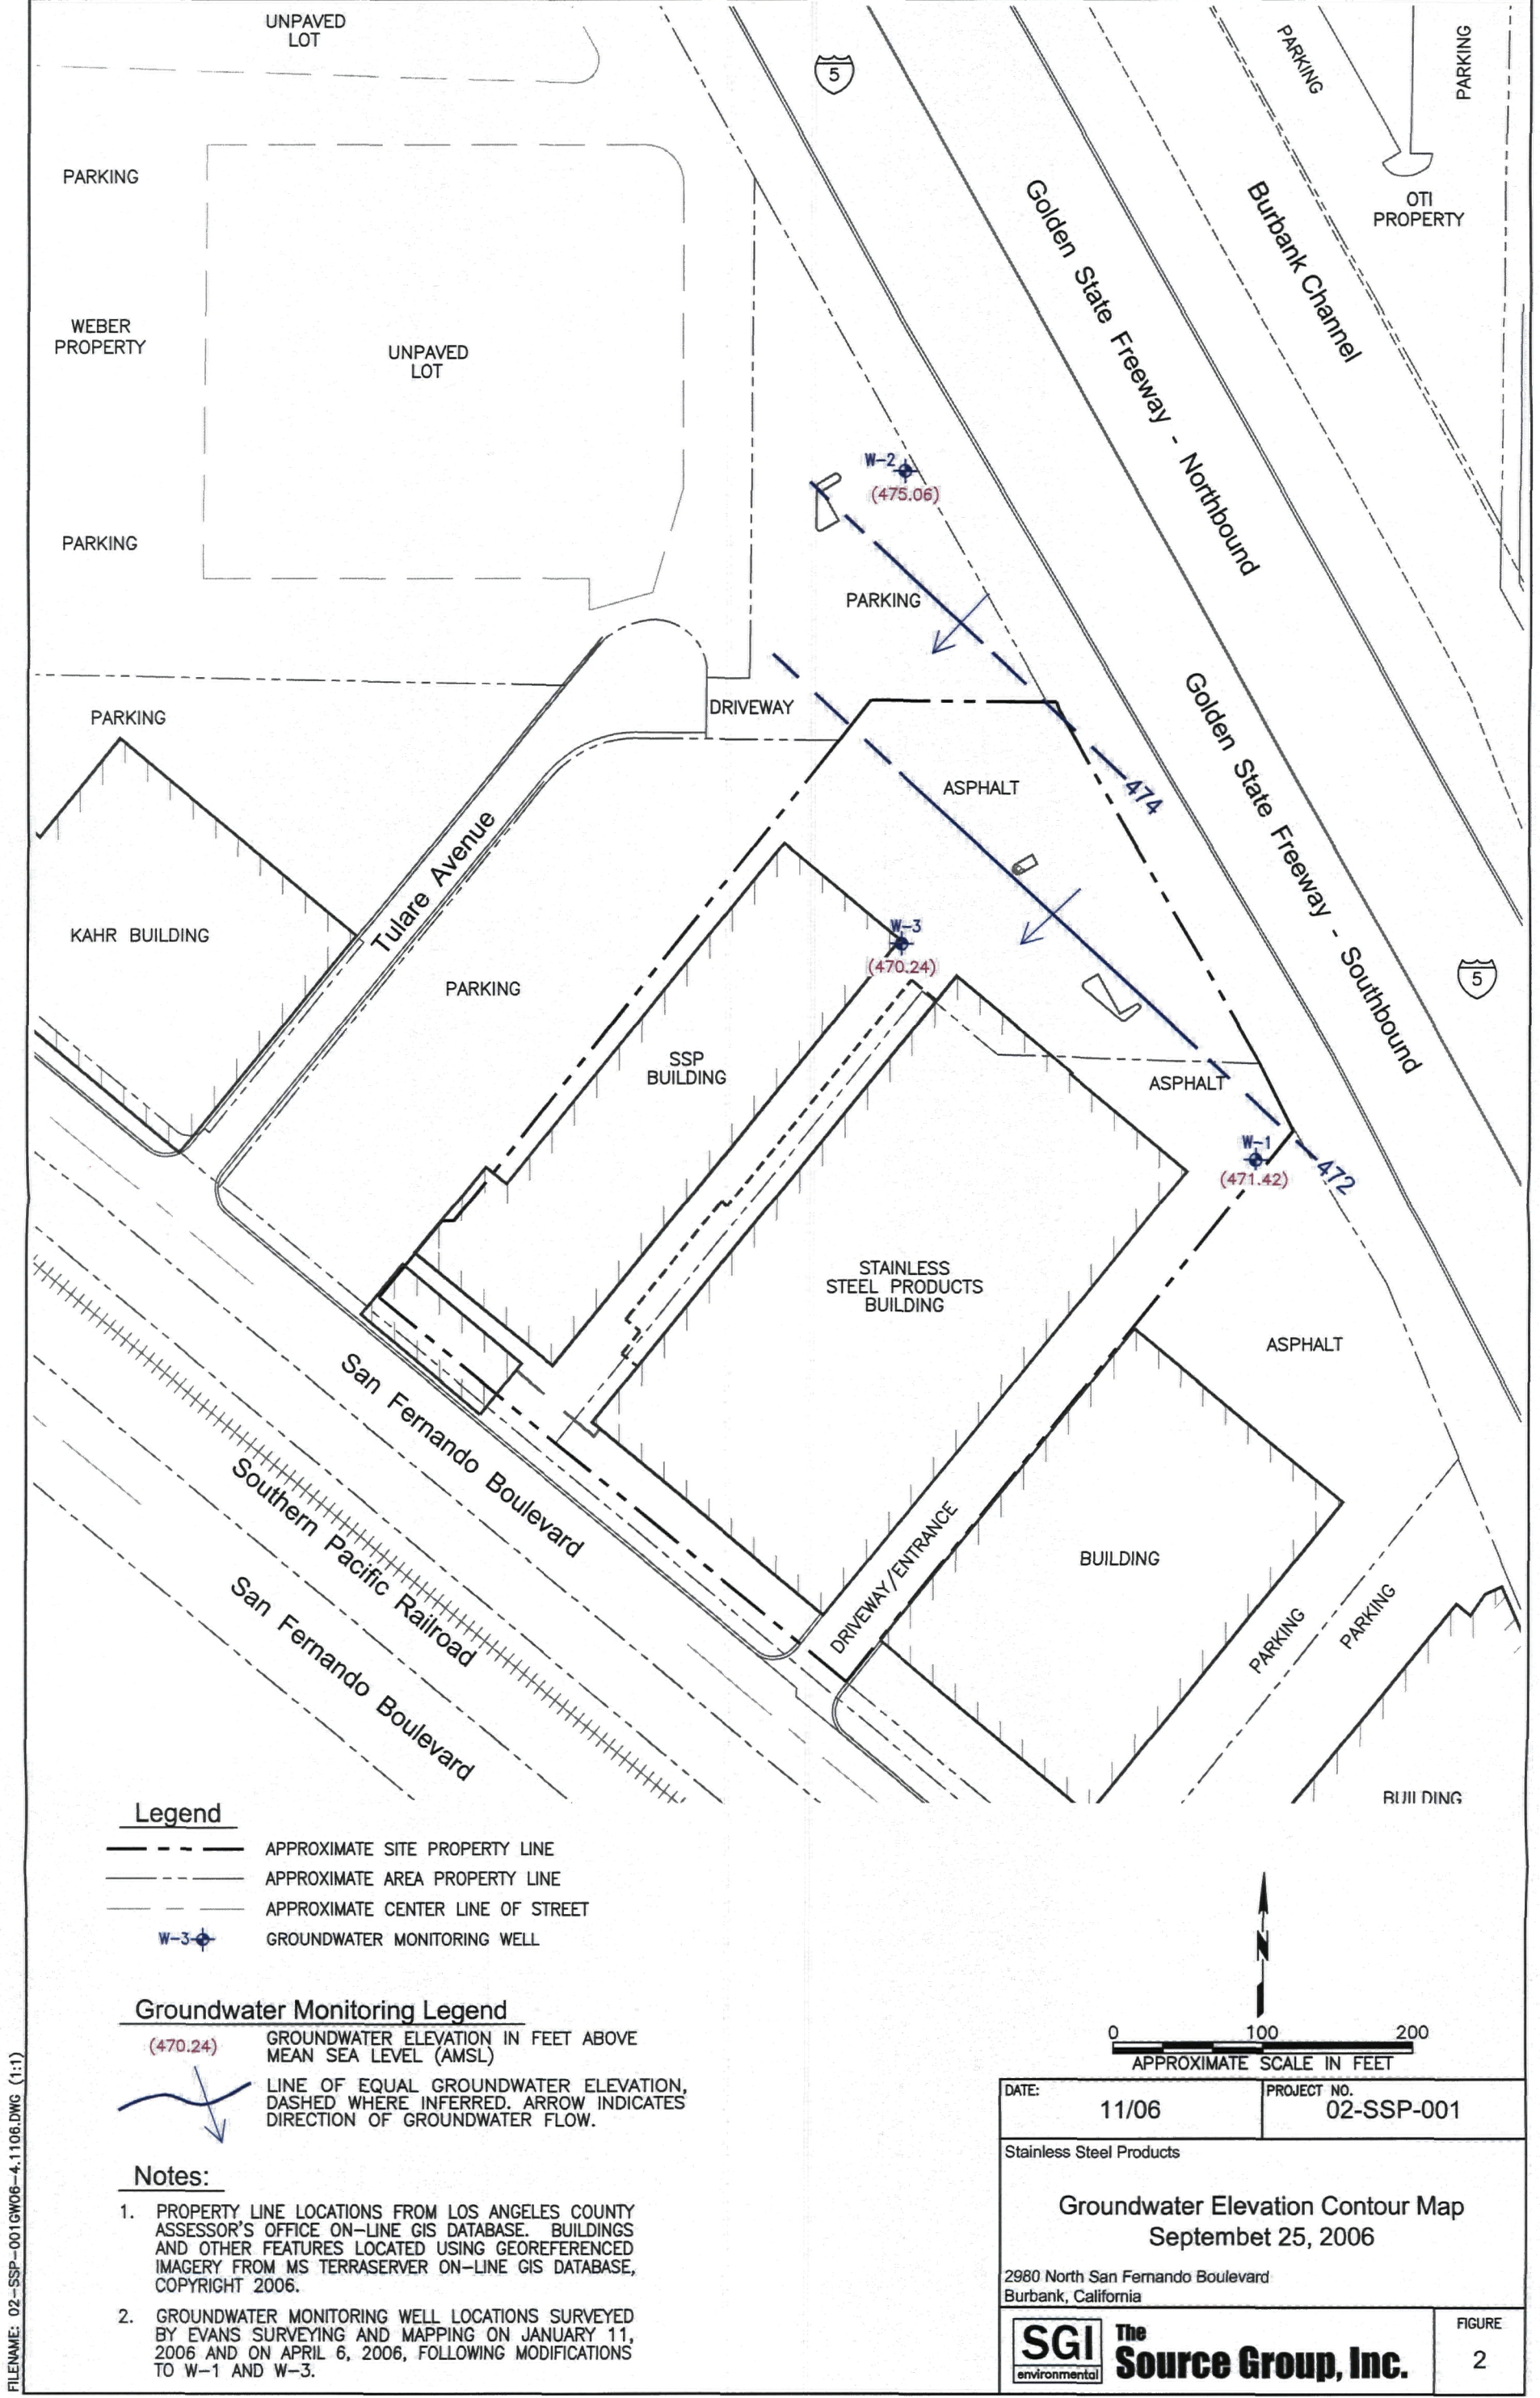 UNPAVED
LOT
5
PARKING
PARKING
OTI
PROPERTY
PARKING
WEBER
PROPERTY
UNPAVED
LOT
PARKING
Golden State Freeway - Northbound
Burbank Channel
W-2
(475.06)
PARKING
DRIVEWAY
PARKING
ASPHALT
474
Golden State Freeway - Southbound
5
KAHR BUILDING
Tulare Avenue
PARKING
W-3
(470.24)
SSP
BUILDING
ASPHALT
W-1
(471.42)
472
STAINLESS
STEEL PRODUCTS
BUILDING
ASPHALT
San Fernando Boulevard
Southern Pacific Railroad
San Fernando Boulevard
DRIVEWAY/ENTRANCE
BUILDING
PARKING
PARKING
BUILDING
Legend
APPROXIMATE SITE PROPERTY LINE
APPROXIMATE AREA PROPERTY LINE
APPROXIMATE CENTER LINE OF STREET
W-3
GROUNDWATER MONITORING WELL
N
Groundwater Monitoring Legend
(470.24)
GROUNDWATER ELEVATION IN FEET ABOVE
MEAN SEA LEVEL (AMSL)
LINE OF EQUAL GROUNDWATER ELEVATION,
DASHED WHERE INFERRED. ARROW INDICATES
DIRECTION OF GROUNDWATER FLOW.
0 100 200
APPROXIMATE SCALE IN FEET
Notes:
1. PROPERTY LINE LOCATIONS FROM LOS ANGELES COUNTY
ASSESSOR'S OFFICE ON-LINE GIS DATABASE. BUILDINGS
AND OTHER FEATURES LOCATED USING GEOREFERENCED
IMAGERY FROM MS TERRASERVER ON-LINE GIS DATABASE,
COPYRIGHT 2006.
2. GROUNDWATER MONITORING WELL LOCATIONS SURVEYED
BY EVANS SURVEYING AND MAPPING ON JANUARY 11,
2006 AND ON APRIL 6, 2006, FOLLOWING MODIFICATIONS
TO W-1 AND W-3.
DATE:
11/06
PROJECT NO.
02-SSP-001
Stainless Steel Products
Groundwater Elevation Contour Map
Septembet 25, 2006
2980 North San Fernando Boulevard
Burbank, California
SGI
environmental
The
Source Group, Inc.
FIGURE
2
FILENAME: 02-SSP-001GW06-4.1106.DWG (1:1)